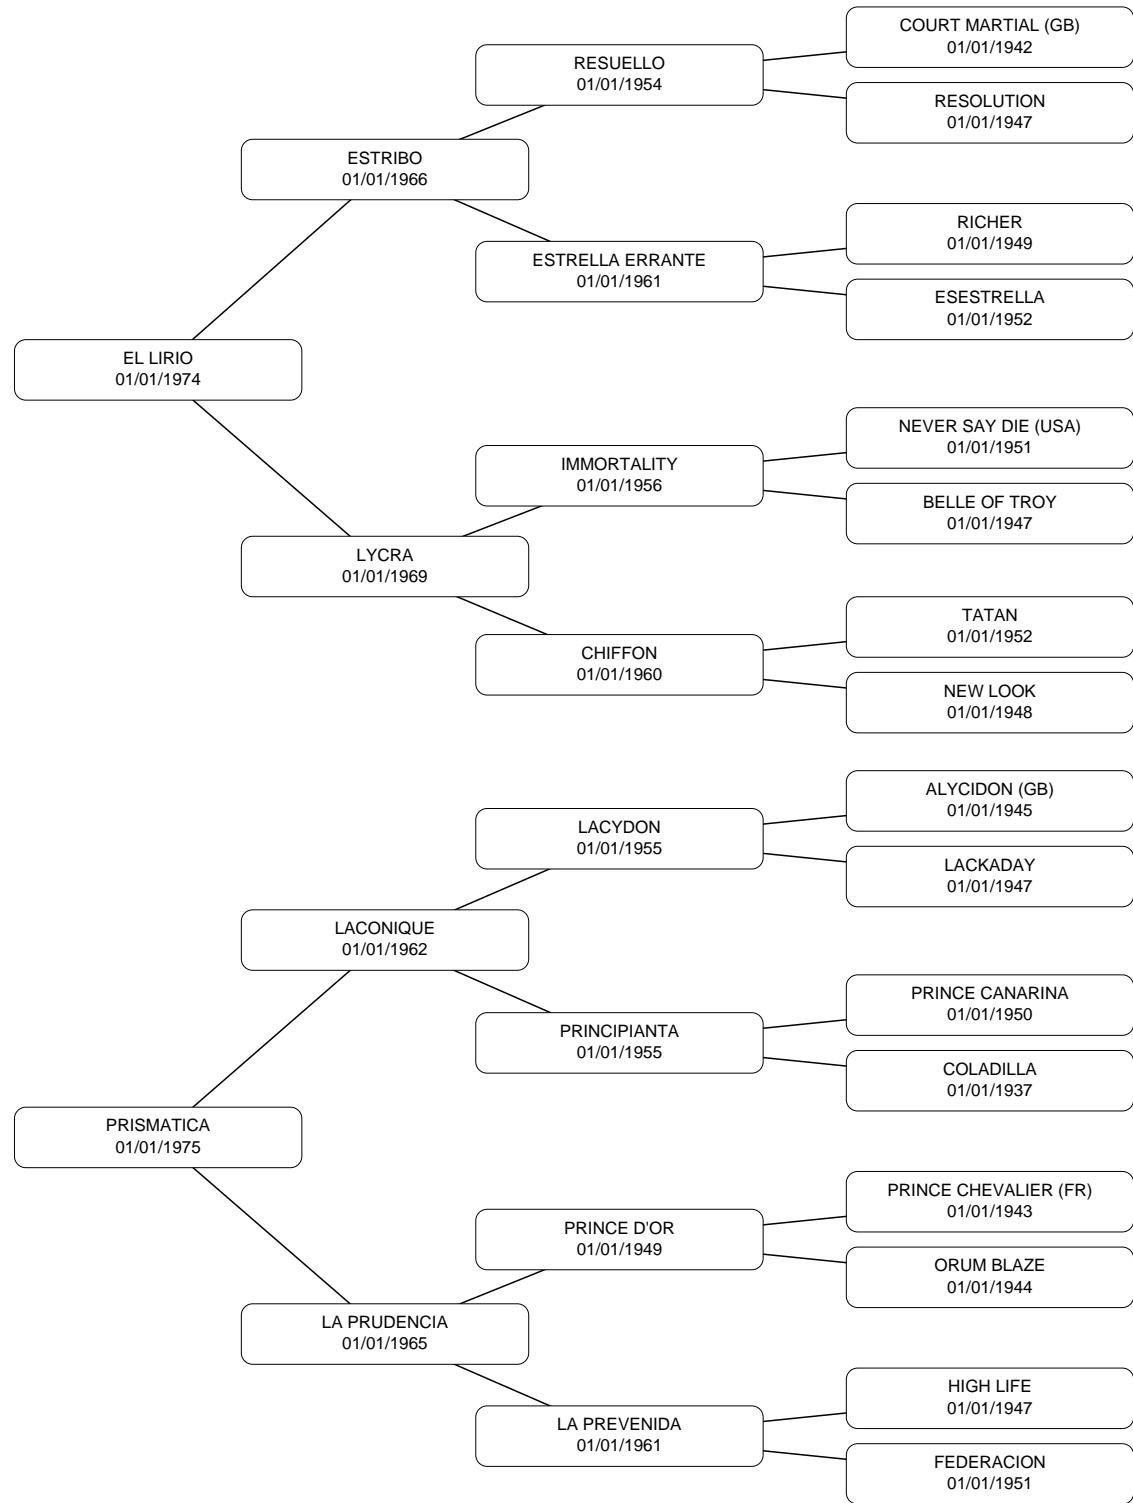 COURT MARTIAL (GB)
01/01/1942
RESUELLO
01/01/1954
RESOLUTION
01/01/1947
ESTRIBO
01/01/1966
RICHER
01/01/1949
ESTRELLA ERRANTE
01/01/1961
ESESTRELLA
01/01/1952
EL LIRIO
01/01/1974
NEVER SAY DIE (USA)
01/01/1951
IMMORTALITY
01/01/1956
BELLE OF TROY
01/01/1947
LYCRA
01/01/1969
TATAN
01/01/1952
CHIFFON
01/01/1960
NEW LOOK
01/01/1948
ALYCIDON (GB)
01/01/1945
LACYDON
01/01/1955
LACKADAY
01/01/1947
LACONIQUE
01/01/1962
PRINCE CANARINA
01/01/1950
PRINCIPIANTA
01/01/1955
COLADILLA
01/01/1937
PRISMATICA
01/01/1975
PRINCE CHEVALIER (FR)
01/01/1943
PRINCE D'OR
01/01/1949
ORUM BLAZE
01/01/1944
LA PRUDENCIA
01/01/1965
HIGH LIFE
01/01/1947
LA PREVENIDA
01/01/1961
FEDERACION
01/01/1951